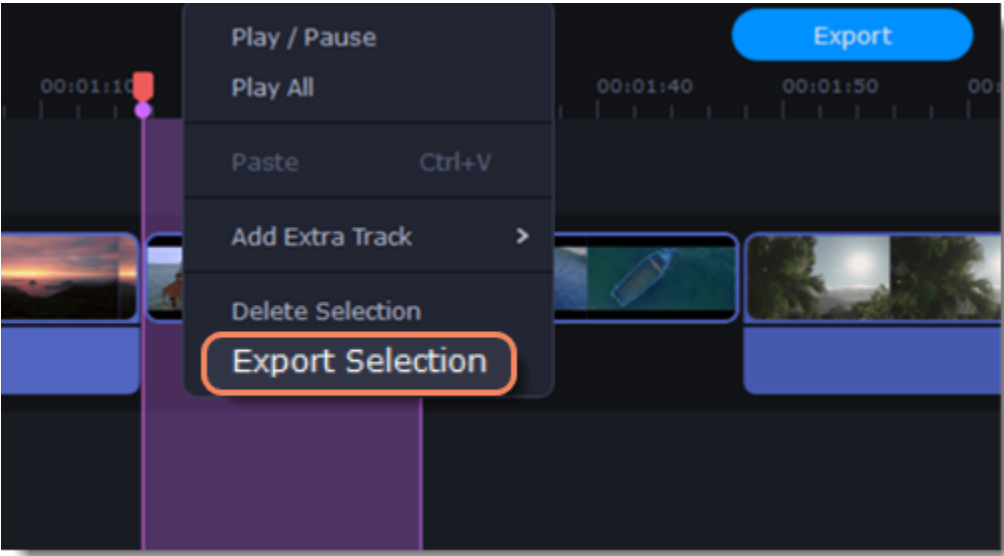 Play / Pause
Export
00:01:10
Play All
00:01:40
00:01:50
00:
Paste
Ctrl+V
Add Extra Track
Delete Selection
Export Selection